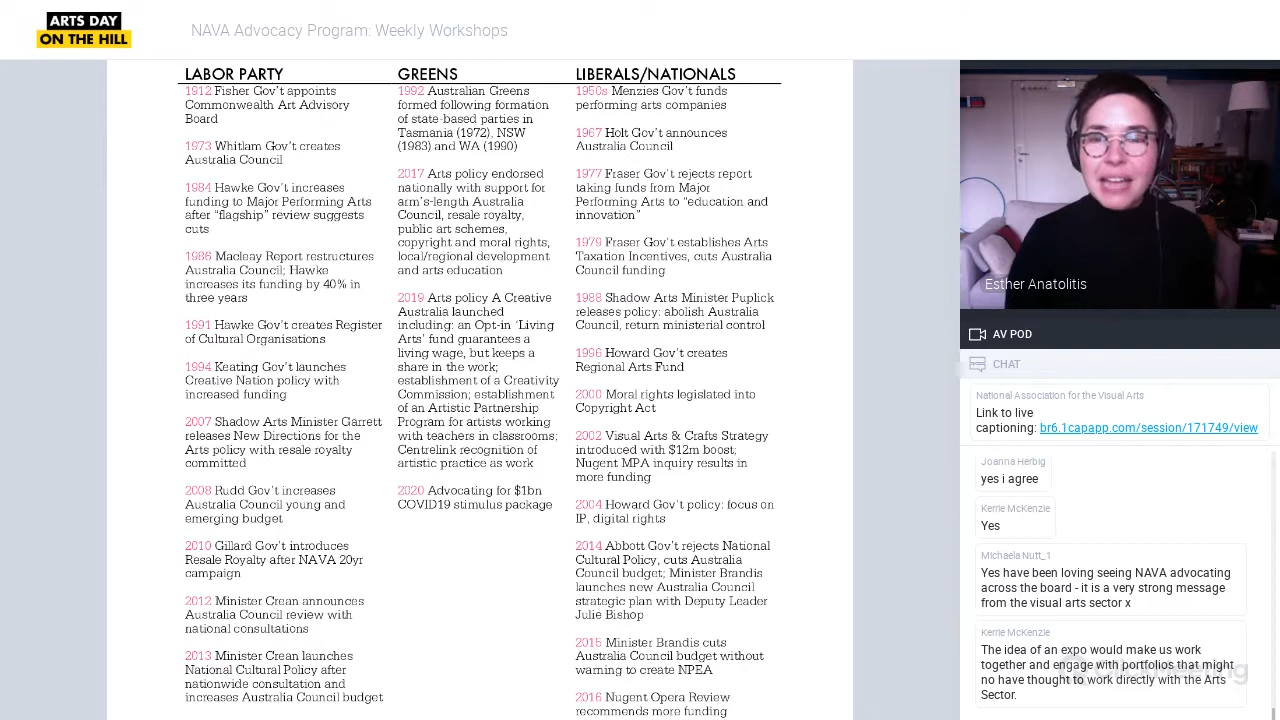 ARTS DAY
ON THE HILL
NAVA Advocacy Program: Weekly Workshops
LABOR PARTY
1912 Fisher Gov't appoints
Commonwealth Art Advisory
Board
1973 Whitlam Gov't creates
Australia Council
1984 Hawke Gov't increases
funding to Major Performing Arts
after "flagship" review suggests
cuts
1986 Macleay Report restructures
Australia Council; Hawke
increases its funding by 40% in
three years
1991 Hawke Gov't creates Register
of Cultural Organisations
1994 Keating Gov't launches
Creative Nation policy with
increased funding
2007 Shadow Arts Minister Garrett
releases New Directions for the
Arts policy with resale royalty
committed
2008 Rudd Gov't increases
Australia Council young and
emerging budget
2010 Gillard Gov't introduces
Resale Royalty after NAVA 20yr
campaign
2012 Minister Crean announces
Australia Council review with
national consultations
2013 Minister Crean launches
National Cultural Policy after
nationwide consultation and
increases Australia Council budget
GREENS
1992 Australian Greens
formed following formation
of state-based parties in
Tasmania (1972), NSW
(1983) and WA (1990)
2017 Arts policy endorsed
nationally with support for
arm's-length Australia
Council, resale royalty,
public art schemes,
copyright and moral rights,
local/regional development
and arts education
2019 Arts policy A Creative
Australia launched
including: an Opt-in 'Living
Arts' fund guarantees a
living wage, but keeps a
share in the work;
establishment of a Creativity
Commission; establishment
of an Artistic Partnership
Program for artists working
with teachers in classrooms;
Centrelink recognition of
artistic practice as work
2020 Advocating for $1bn
COVID19 stimulus package
LIBERALS/NATIONALS
1950s Menzies Gov't funds
performing arts companies
1967 Holt Gov't announces
Australia Council
1977 Fraser Gov't rejects report
taking funds from Major
Performing Arts to "education and
innovation"
1979 Fraser Gov't establishes Arts
Taxation Incentives, cuts Australia
Council funding
1988 Shadow Arts Minister Puplick
releases policy: abolish Australia
Council, return ministerial control
1996 Howard Gov't creates
Regional Arts Fund
2000 Moral rights legislated into
Copyright Act
2002 Visual Arts & Crafts Strategy
introduced with $12m boost;
Nugent MPA inquiry results in
more funding
2004 Howard Gov't policy: focus on
IP, digital rights
2014 Abbott Gov't rejects National
Cultural Policy, cuts Australia
Council budget; Minister Brandis
launches new Australia Council
strategic plan with Deputy Leader
Julie Bishop
2015 Minister Brandis cuts
Australia Council budget without
warning to create NPEA
2016 Nugent Opera Review
recommends more funding
Esther Anatolitis
AV POD
CHAT
National Association for the Visual Arts
Link to live
captioning: br6.1capapp.com/session/171749/view
Joanna Herbig
yes i agree
Kerrie McKenzie
Yes
Michaela Nutt_1
Yes have been loving seeing NAVA advocating
across the board - it is a very strong message
from the visual arts sector x
Kerrie McKenzie
The idea of an expo would make us work
together and engage with portfolios that might
no have thought to work directly with the Arts
Sector.
ClickMeeting